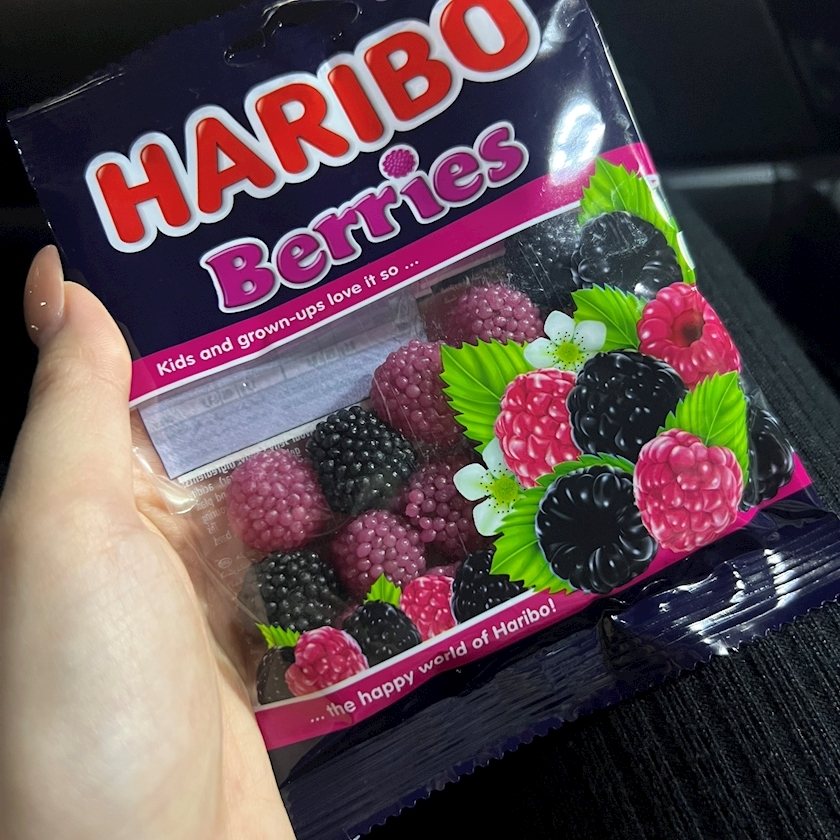 HARIBO
Berries
Kids and grown-ups love it so ...
... the happy world of Haribo!